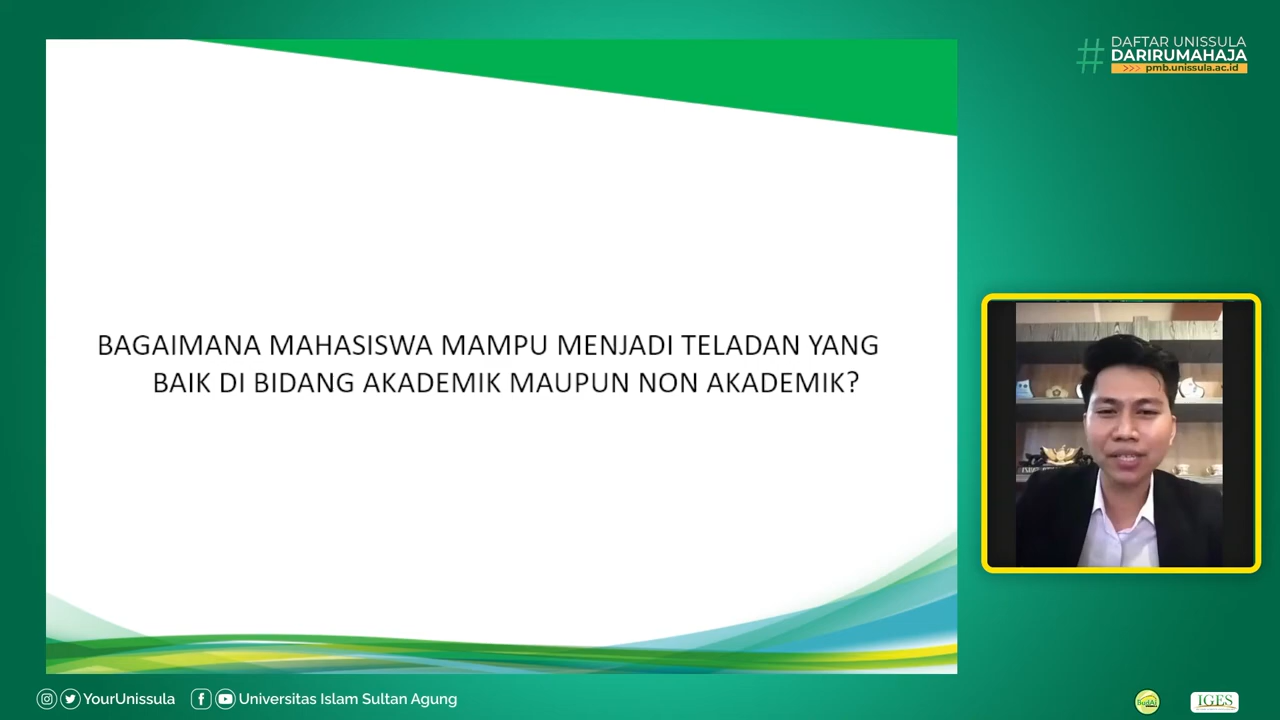 # DAFTAR UNISSULA
DARIRUMAHAJA
>>> pmb.unissula.ac.id
BAGAIMANA MAHASISWA MAMPU MENJADI TELADAN YANG
BAIK DI BIDANG AKADEMIK MAUPUN NON AKADEMIK?
YourUnissula
Universitas Islam Sultan Agung
BudAi
IGES